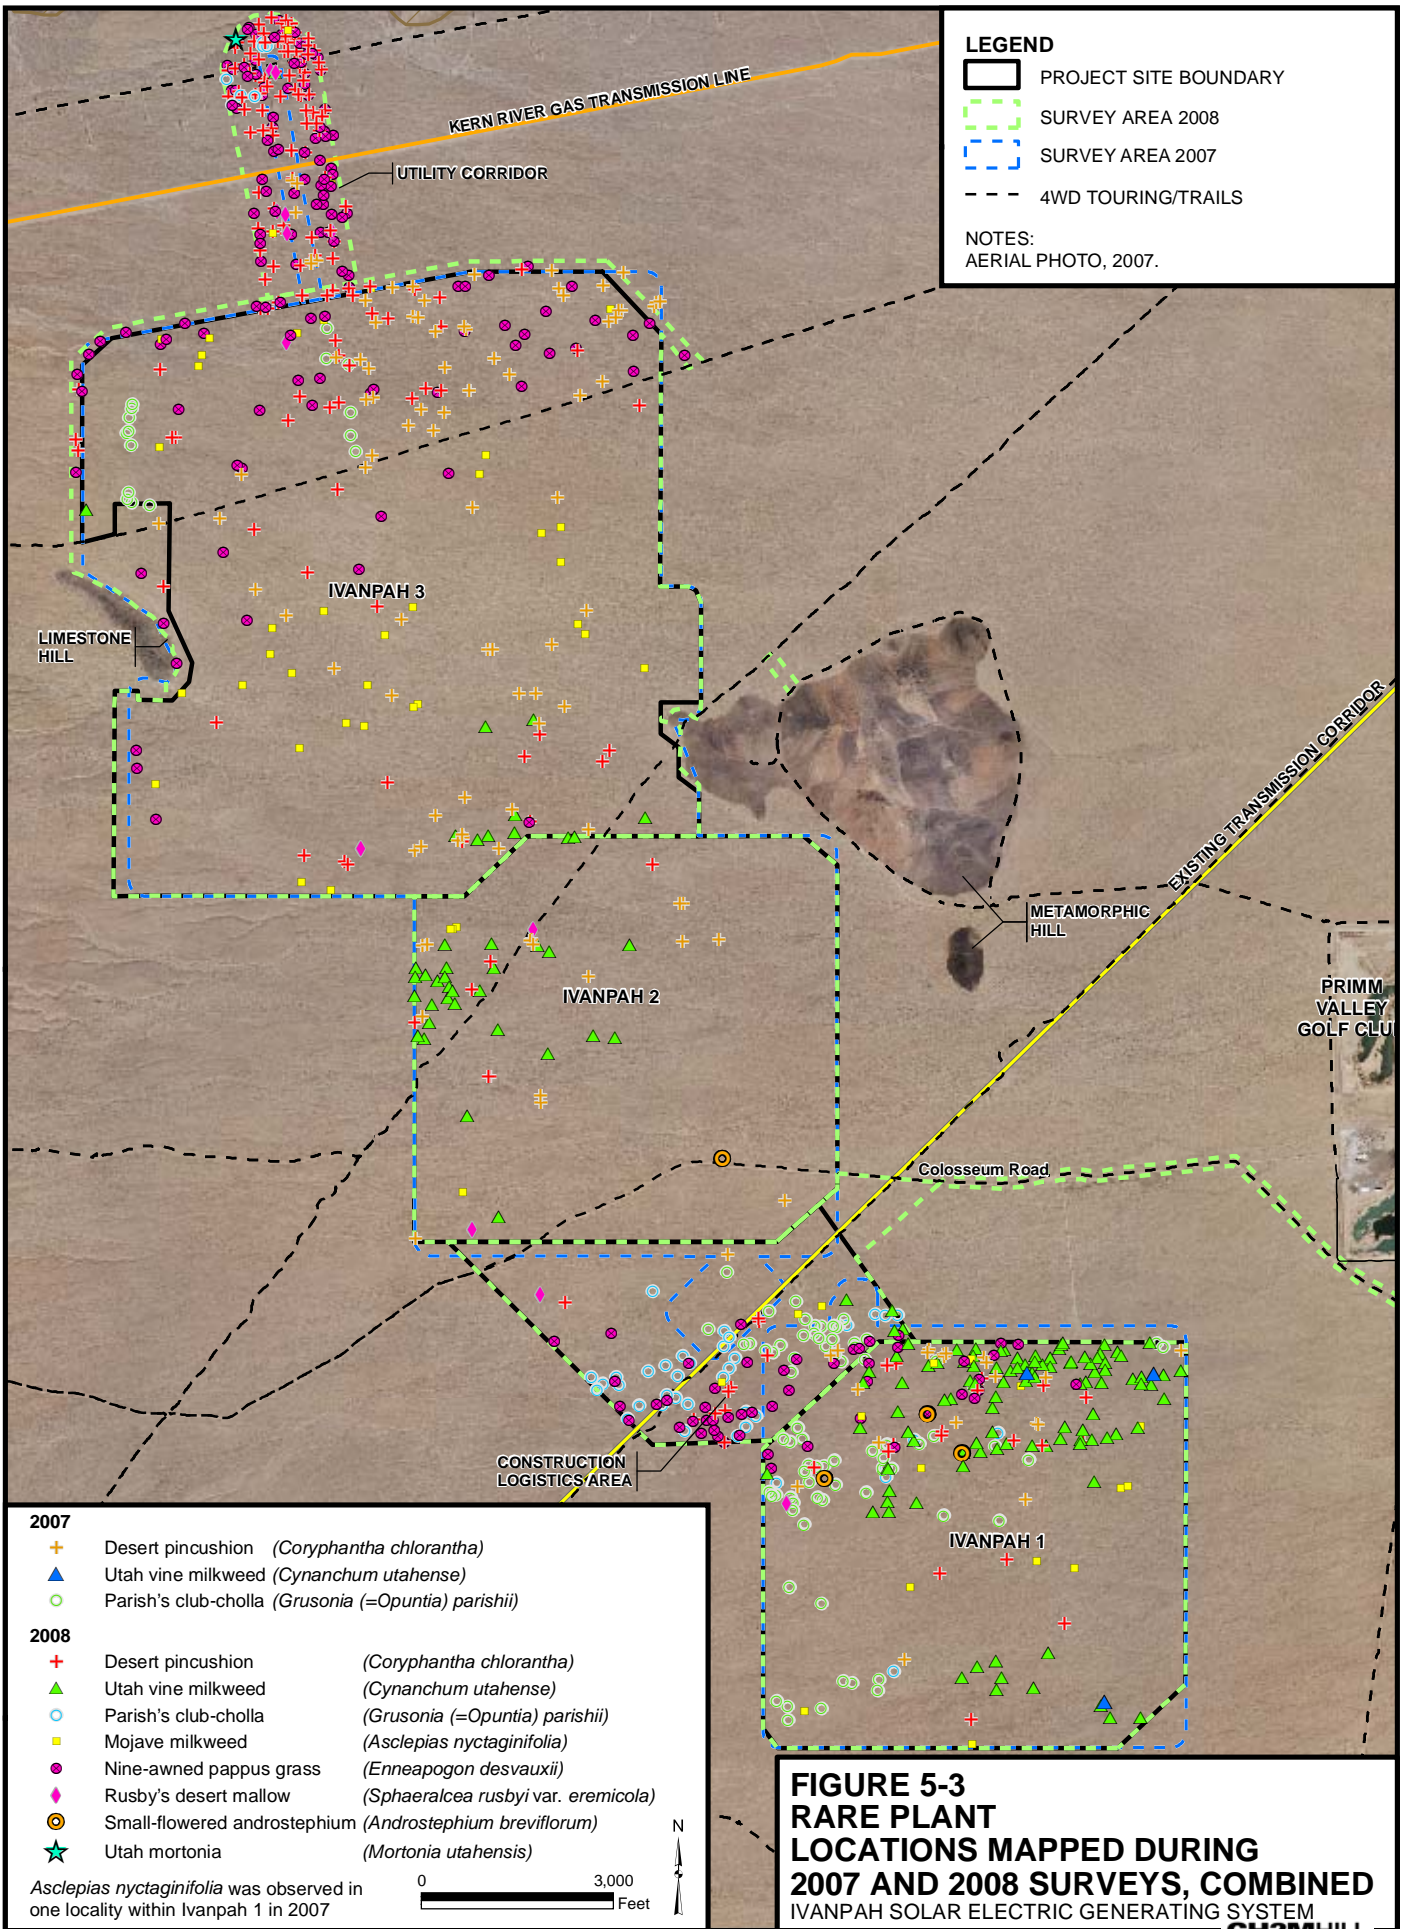 LEGEND
PROJECT SITE BOUNDARY
SURVEY AREA 2008
SURVEY AREA 2007
4WD TOURING/TRAILS
NOTES:
AERIAL PHOTO, 2007.
KERN RIVER GAS TRANSMISSION LINE
UTILITY CORRIDOR
IVANPAH 3
LIMESTONE
HILL
EXISTING TRANSMISSION CORRIDOR
METAMORPHIC
HILL
PRIMM
VALLEY
GOLF CLU
IVANPAH 2
Colosseum Road
CONSTRUCTION
LOGISTICS AREA
IVANPAH 1
2007
Desert pincushion (Coryphantha chlorantha)
Utah vine milkweed (Cynanchum utahense)
Parish's club-cholla (Grusonia (=Opuntia) parishii)
2008
Desert pincushion (Coryphantha chlorantha)
Utah vine milkweed (Cynanchum utahense)
Parish's club-cholla (Grusonia (=Opuntia) parishii)
Mojave milkweed (Asclepias nyctaginifolia)
Nine-awned pappus grass (Enneapogon desvauxii)
Rusby's desert mallow (Sphaeralcea rusbyi var. eremicola)
Small-flowered androstephium (Androstephium breviflorum)
Utah mortonia (Mortonia utahensis)
Asclepias nyctaginifolia was observed in
one locality within Ivanpah 1 in 2007
0 3,000
Feet
N
FIGURE 5-3
RARE PLANT
LOCATIONS MAPPED DURING
2007 AND 2008 SURVEYS, COMBINED
IVANPAH SOLAR ELECTRIC GENERATING SYSTEM